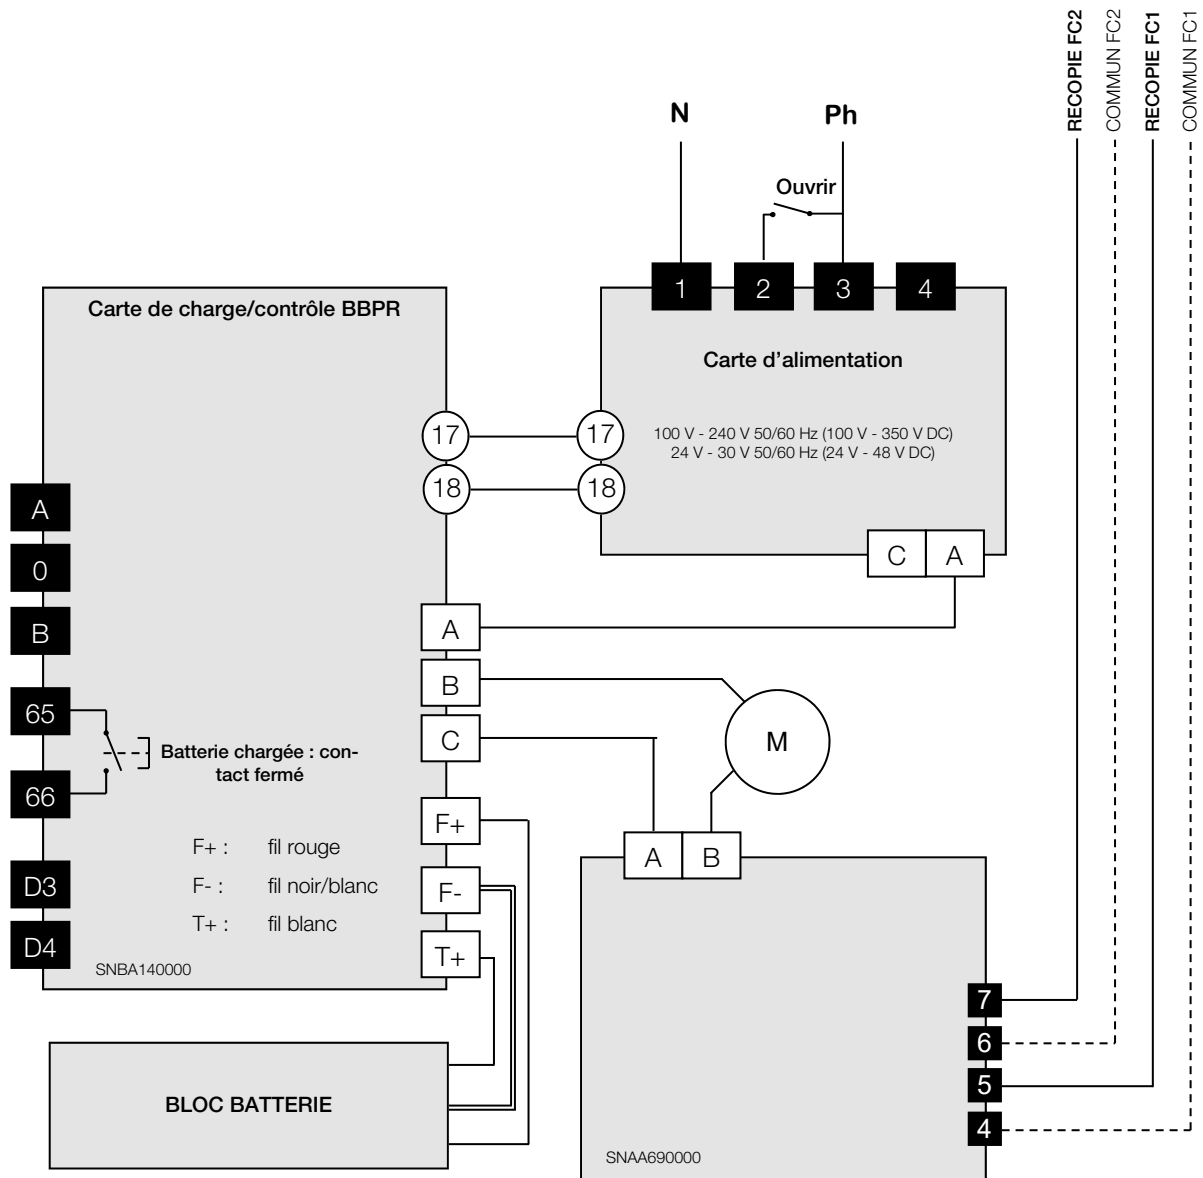 RECOPIE FC2
COMMUN FC2
RECOPIE FC1
COMMUN FC1
N
Ph
Ouvrir
1
2
3
4
Carte de charge/contrôle BBPR
Carte d'alimentation
100 V - 240 V 50/60 Hz (100 V - 350 V DC)
24 V - 30 V 50/60 Hz (24 V - 48 V DC)
17
17
18
18
C
A
A
0
B
65
66
A
B
C
Batterie chargée : con-
tact fermé
M
F+ : fil rouge
F- : fil noir/blanc
T+ : fil blanc
F+
F-
T+
D3
D4
SNBA140000
A
B
7
6
5
4
BLOC BATTERIE
SNAA690000